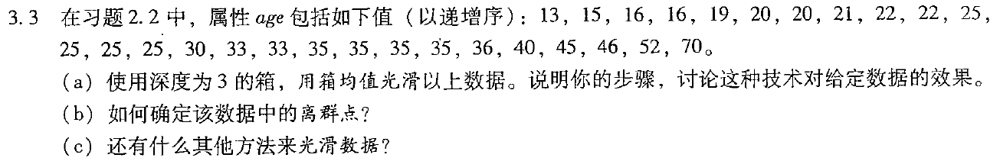 3.3 在习题2.2中，属性age包括如下值（以递增序）：13，15，16，16，19，20，20，21，22，22，25，
25，25，25，30，33，33，35，35，35，35，36，40，45，46，52，70。
(a) 使用深度为3的箱，用箱均值光滑以上数据。说明你的步骤，讨论这种技术对给定数据的效果。
(b) 如何确定该数据中的离群点？
(c) 还有什么其他方法来光滑数据？